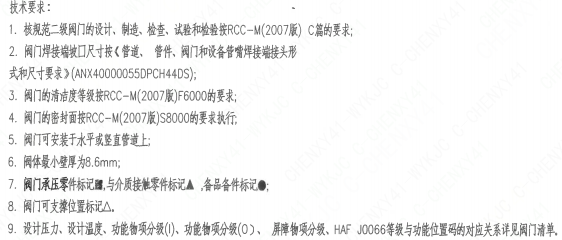 技术要求：
1. 核规范二级阀门的设计、制造、检查、试验和检验按RCC-M(2007版) C篇的要求;
2. 阀门焊接端坡口尺寸按《管道、 管件、阀门和设备管嘴焊接端接头形
式和尺寸要求》(ANX40000055DPCH44DS);
3. 阀门的清洁度等级按RCC-M(2007版)F6000的要求;
4. 阀门的密封面按RCC-M(2007版)S8000的要求执行;
5. 阀门可安装于水平或竖直管道上;
6. 阀体最小壁厚为8.6mm;
7. 阀门承压零件标记■,与介质接触零件标记▲ ,备品备件标记●;
8. 阀门可支撑位置标记△.
9. 设计压力、设计温度、功能物项分级(I)、功能物项分级(O)、 屏障物项分级、HAF J0066等级与功能位置码的对应关系详见阀门清单.